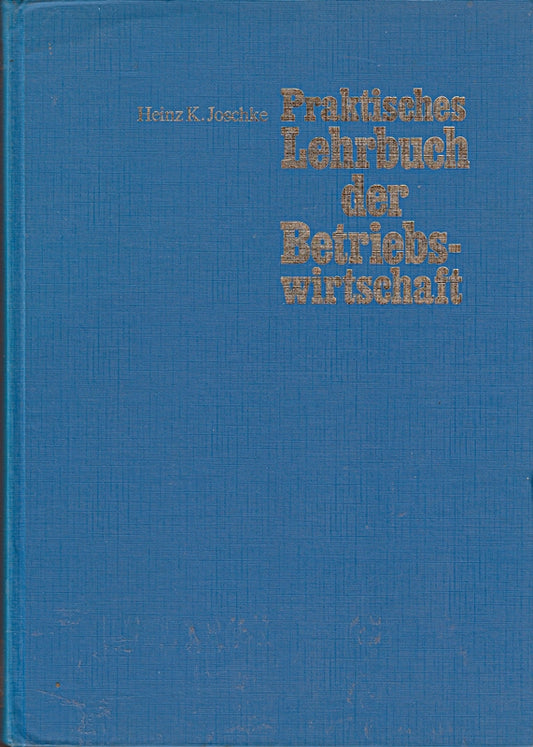 Heinz K. Joschke
Praktisches
Lehrbuch
der
Betriebs-
wirtschaft